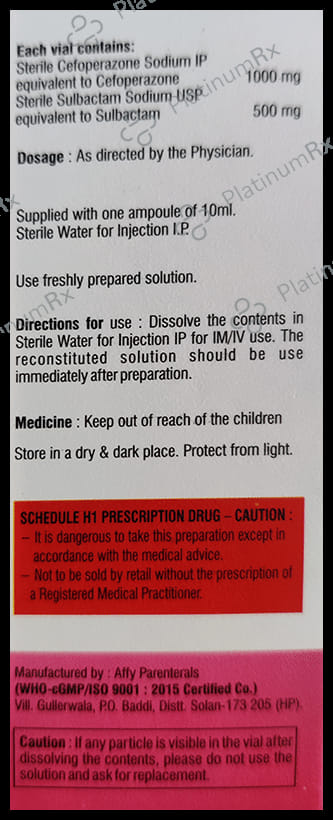 Each vial contains:
Sterile Cefoperazone Sodium IP
equivalent to Cefoperazone 1000 mg
Sterile Sulbactam Sodium USP
equivalent to Sulbactam 500 mg
Dosage : As directed by the Physician.
Supplied with one ampoule of 10ml.
Sterile Water for Injection I.P.
Use freshly prepared solution.
Directions for use : Dissolve the contents in
Sterile Water for Injection IP for IM/IV use. The
reconstituted solution should be use
immediately after preparation.
Medicine : Keep out of reach of the children
Store in a dry & dark place. Protect from light.
SCHEDULE H1 PRESCRIPTION DRUG – CAUTION :
– It is dangerous to take this preparation except in
accordance with the medical advice.
– Not to be sold by retail without the prescription of
a Registered Medical Practitioner.
Manufactured by : Affy Parenterals
(WHO-cGMP/ISO 9001 : 2015 Certified Co.)
Vill. Gullerwala, P.O. Baddi, Distt. Solan-173 205 (HP).
Caution : If any particle is visible in the vial after
dissolving the contents, please do not use the
solution and ask for replacement.
PlatinumRx
PlatinumRx
PlatinumRx
PlatinumRx